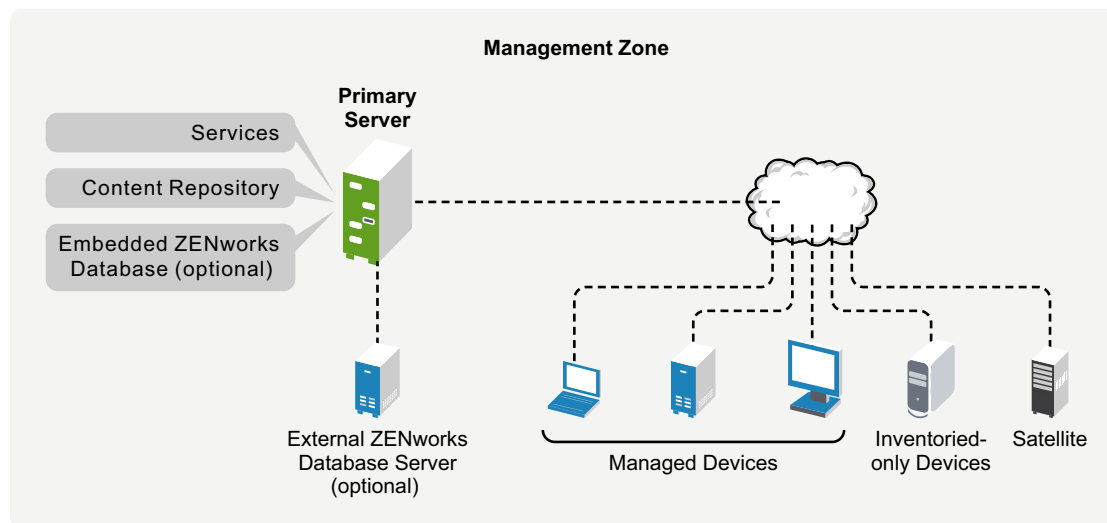 Management Zone
Primary
Server
Services
Content Repository
Embedded ZENworks
Database (optional)
External ZENworks
Database Server
(optional)
Managed Devices
Inventoried-
only Devices
Satellite